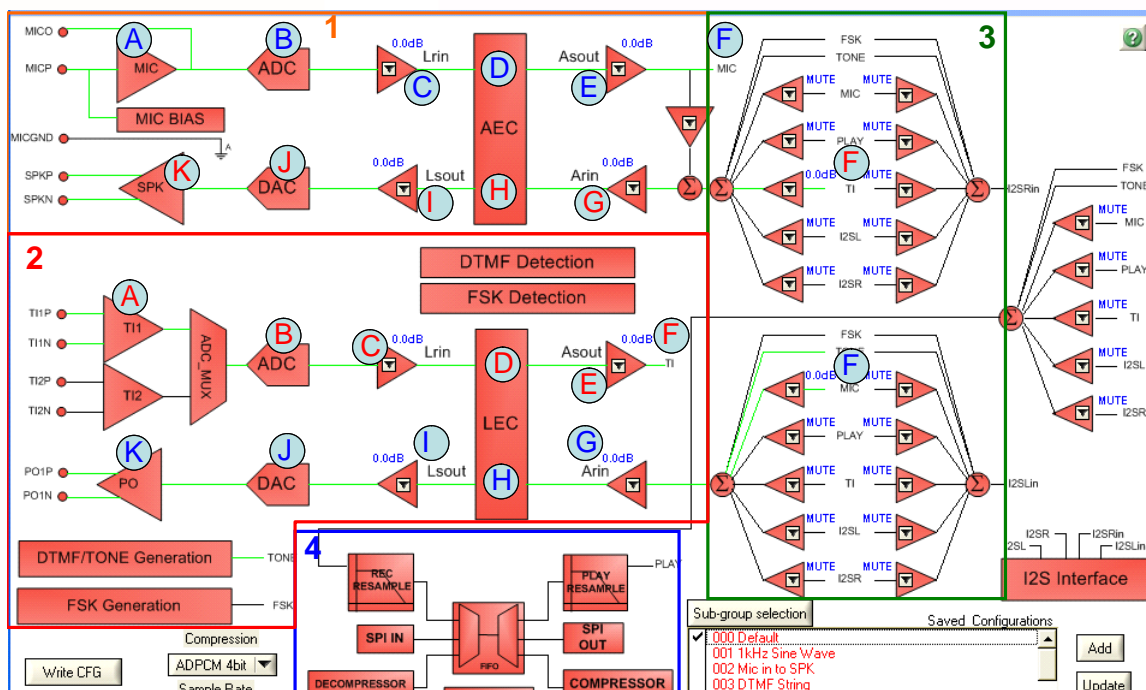 1
3
MICO
A
B
0.0dB
Lrin
D
Asout
0.0dB
F
FSK
TONE
MICP
MIC
ADC
C
E
MIC
MUTE
MIC
MUTE
MIC BIAS
AEC
MICGND
A
MUTE
PLAY
MUTE
K
J
0.0dB
Lsout
H
Arin
0.0dB
F
SPKP
SPK
DAC
0.0dB
TI
MUTE
I2SRin
SPKN
I
G
Σ
Σ
Σ
MUTE
I2SL
MUTE
MUTE
I2SR
MUTE
FSK
TONE
MUTE
MIC
MUTE
PLAY
MUTE
TI
MUTE
I2SL
MUTE
I2SR
Σ
2
DTMF Detection
FSK Detection
A
TI1P
TI1
TI1N
ADC_MUX
B
ADC
C
0.0dB
Lrin
D
Asout
0.0dB
F
E
TI
TI2P
TI2
TI2N
LEC
K
J
I
0.0dB
Lsout
H
G
0.0dB
Arin
PO1P
PO
PO1N
DAC
FSK
TONE
F
0.0dB
MIC
MUTE
MUTE
PLAY
MUTE
MUTE
TI
MUTE
Σ
Σ
I2SLin
MUTE
I2SL
MUTE
MUTE
I2SR
MUTE
DTMF/TONE Generation
TONE
FSK Generation
FSK
4
REC RESAMPLE
PLAY RESAMPLE
PLAY
SPI IN
FIFO
SPI OUT
DECOMPRESSOR
COMPRESSOR
I2SR
I2SRin
2SL
I2SLin
I2S Interface
Compression
ADPCM 4bit
Sample Rate
Write CFG
Sub-group selection
Saved Configurations
000 Default
001 1kHz Sine Wave
002 Mic in to SPK
003 DTMF String
Add
Update
?